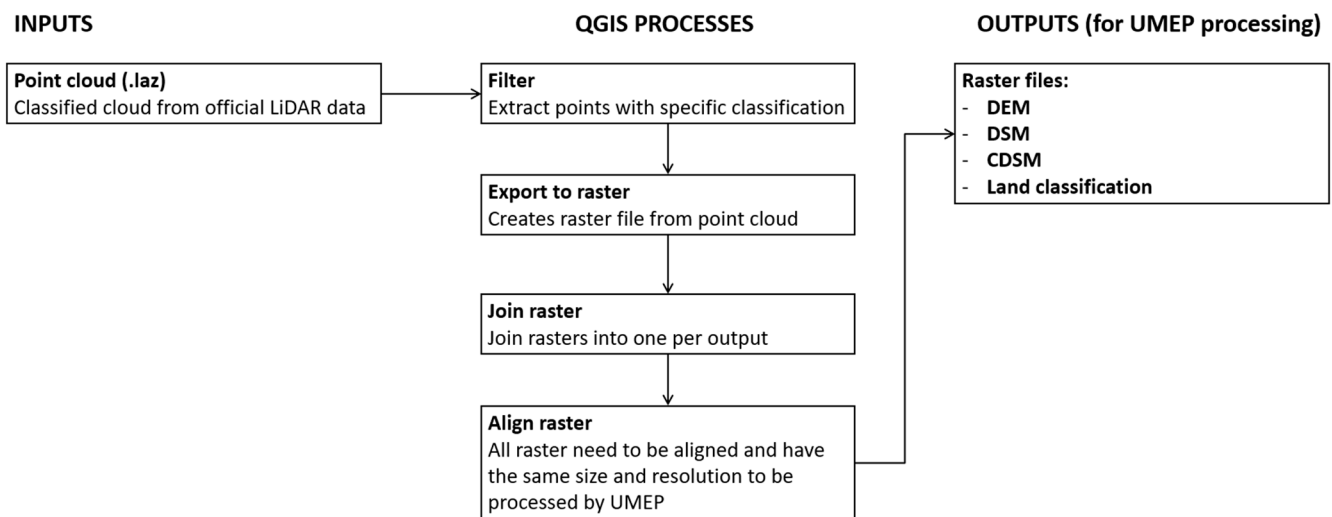 INPUTS
QGIS PROCESSES
OUTPUTS (for UMEP processing)
Point cloud (.laz)
Classified cloud from official LiDAR data
Filter
Extract points with specific classification
Export to raster
Creates raster file from point cloud
Join raster
Join rasters into one per output
Align raster
All raster need to be aligned and have
the same size and resolution to be
processed by UMEP
Raster files:
- DEM
- DSM
- CDSM
- Land classification